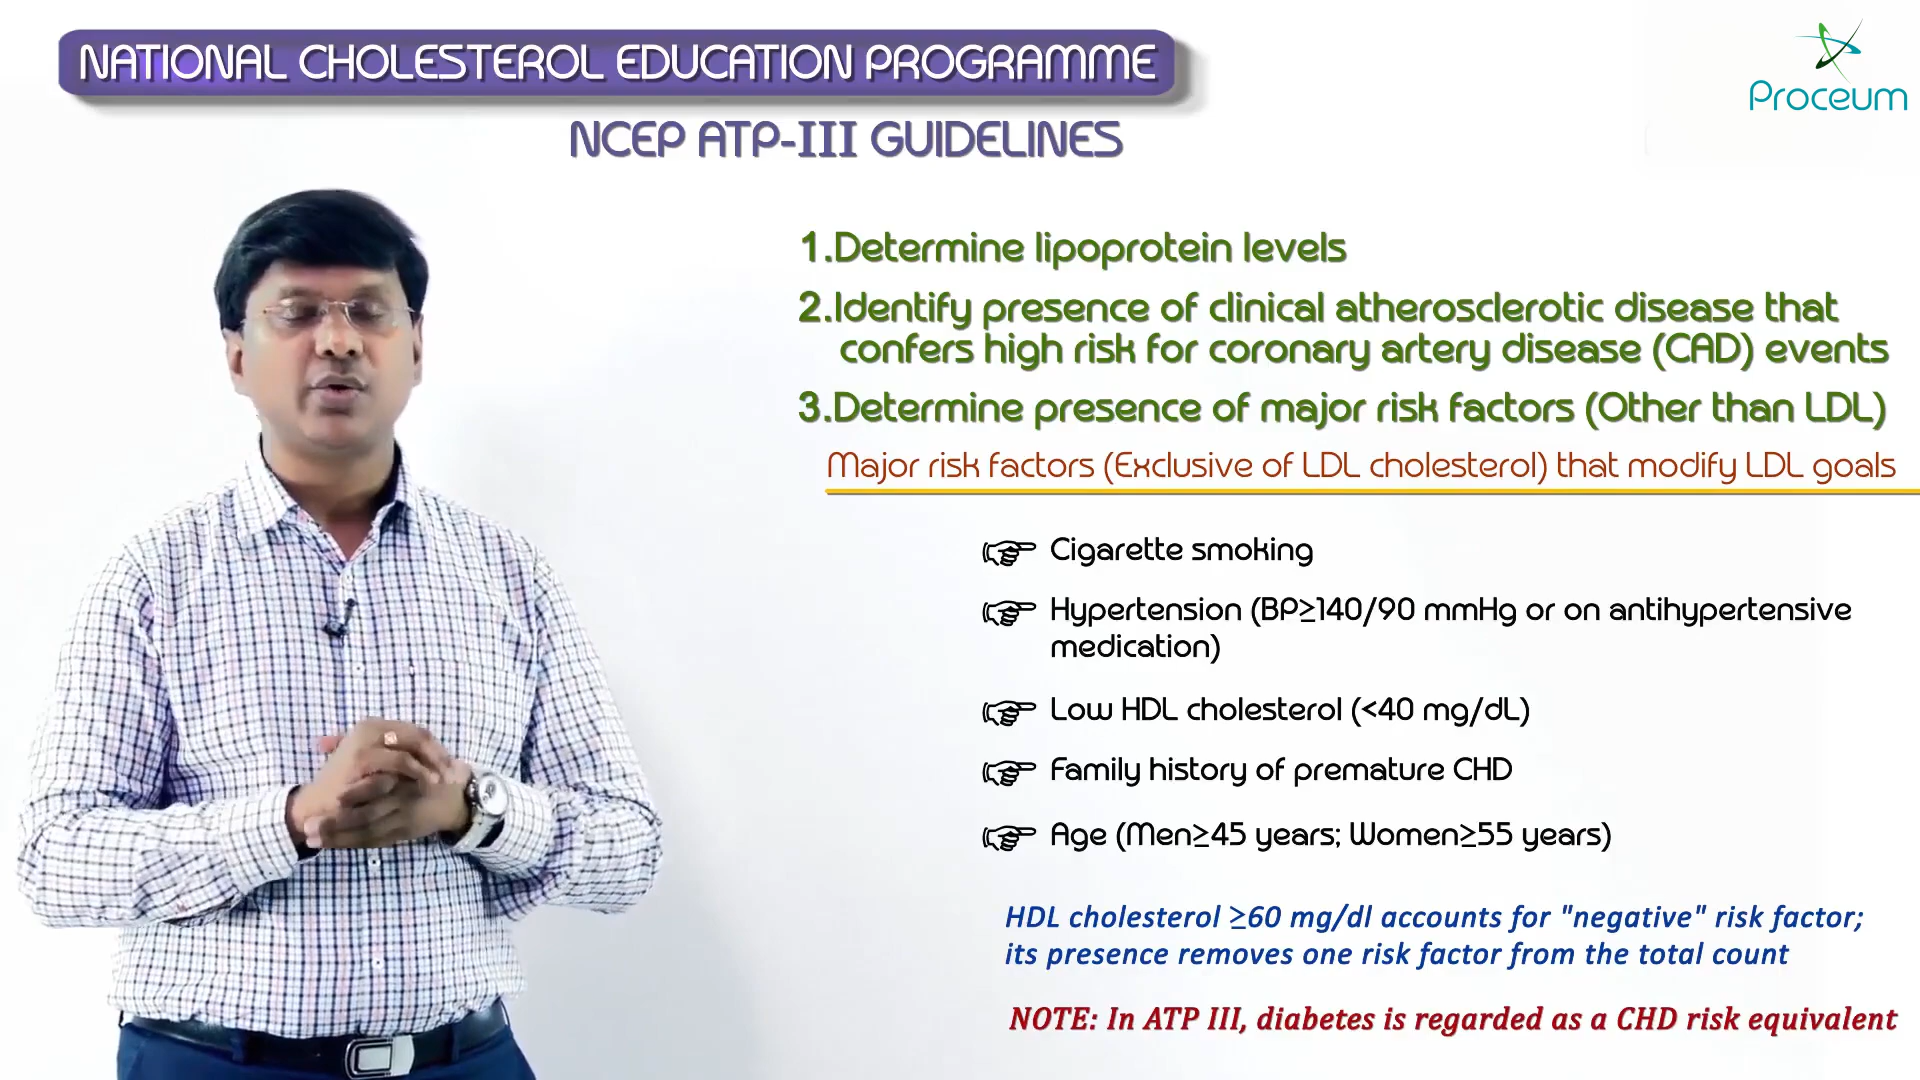 NATIONAL CHOLESTEROL EDUCATION PROGRAMME
Proceum
NCEP ATP-III GUIDELINES
1.Determine lipoprotein levels
2.Identify presence of clinical atherosclerotic disease that
confers high risk for coronary artery disease (CAD) events
3.Determine presence of major risk factors (Other than LDL)
Major risk factors (Exclusive of LDL cholesterol) that modify LDL goals
Cigarette smoking
Hypertension (BP≥140/90 mmHg or on antihypertensive
medication)
Low HDL cholesterol (<40 mg/dL)
Family history of premature CHD
Age (Men≥45 years; Women≥55 years)
HDL cholesterol ≥60 mg/dl accounts for "negative" risk factor;
its presence removes one risk factor from the total count
NOTE: In ATP III, diabetes is regarded as a CHD risk equivalent